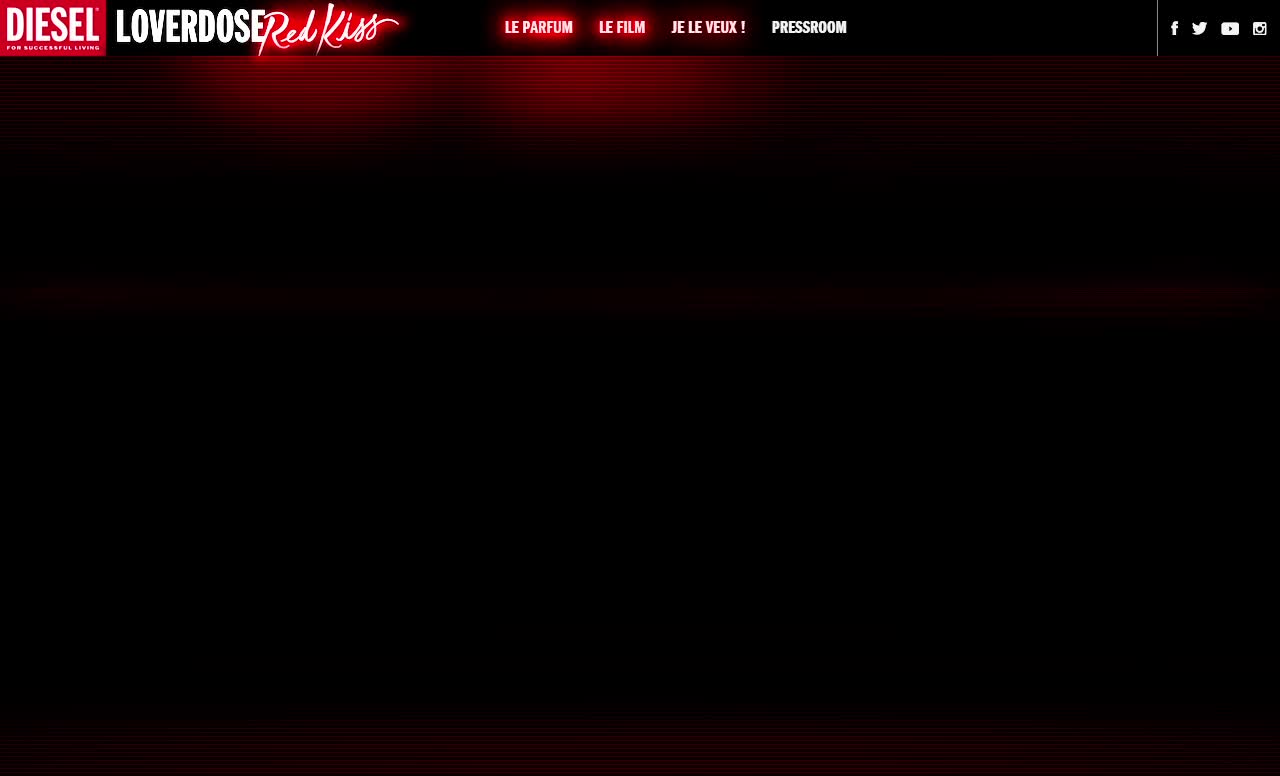 DIESEL
FOR SUCCESSFUL LIVING
LOVERDOSE Red Kiss
LE PARFUM LE FILM JE LE VEUX ! PRESSROOM